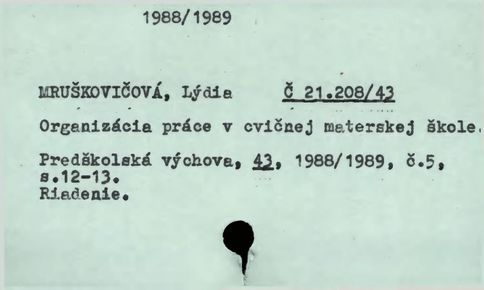 1988/1989
MRUŠKOVIČOVÁ, Lýdia Č 21.208/43
Organizácia práce v cvičnej materskej škole.
Predškolská výchova, 43, 1988/1989, č.5,
s.12-13.
Riadenie.